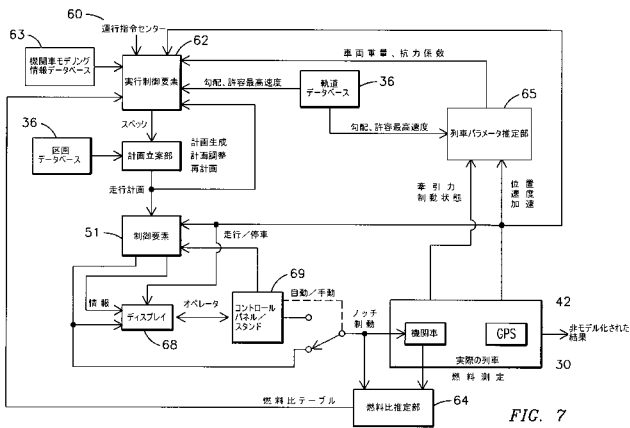 60
運行指令センター
63
機関車モデリング
情報データベース
62
実行制御要素
車両重量、抗力係数
勾配、許容最高速度
軌道
データベース
36
65
列車パラメータ推定部
勾配、許容最高速度
スペック
36
区画
データベース
計画立案部
計画生成
計画調整
再計画
走行計画
牽引力
制動状態
位置
速度
加速
51
制御要素
走行/停車
69
自動/手動
情報
ディスプレイ
68
オペレータ
コントロール
パネル/
スタンド
ノッチ
制動
42
機関車
GPS
非モデル化された
結果
実際の列車
30
燃料測定
燃料比テーブル
燃料比推定部
64
FIG. 7